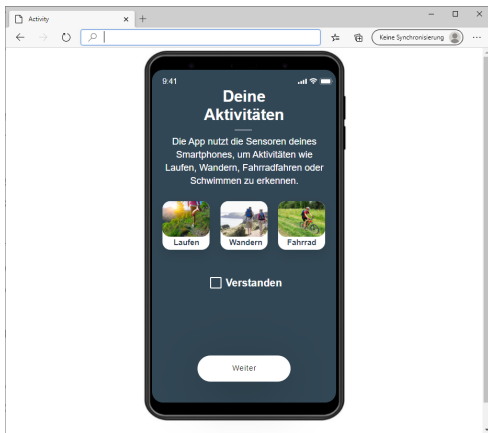 Activity
Keine Synchronisierung
9:41
Deine
Aktivitäten
Die App nutzt die Sensoren deines
Smartphones, um Aktivitäten wie
Laufen, Wandern, Fahrradfahren oder
Schwimmen zu erkennen.
Laufen Wandern Fahrrad
Verstanden
Weiter